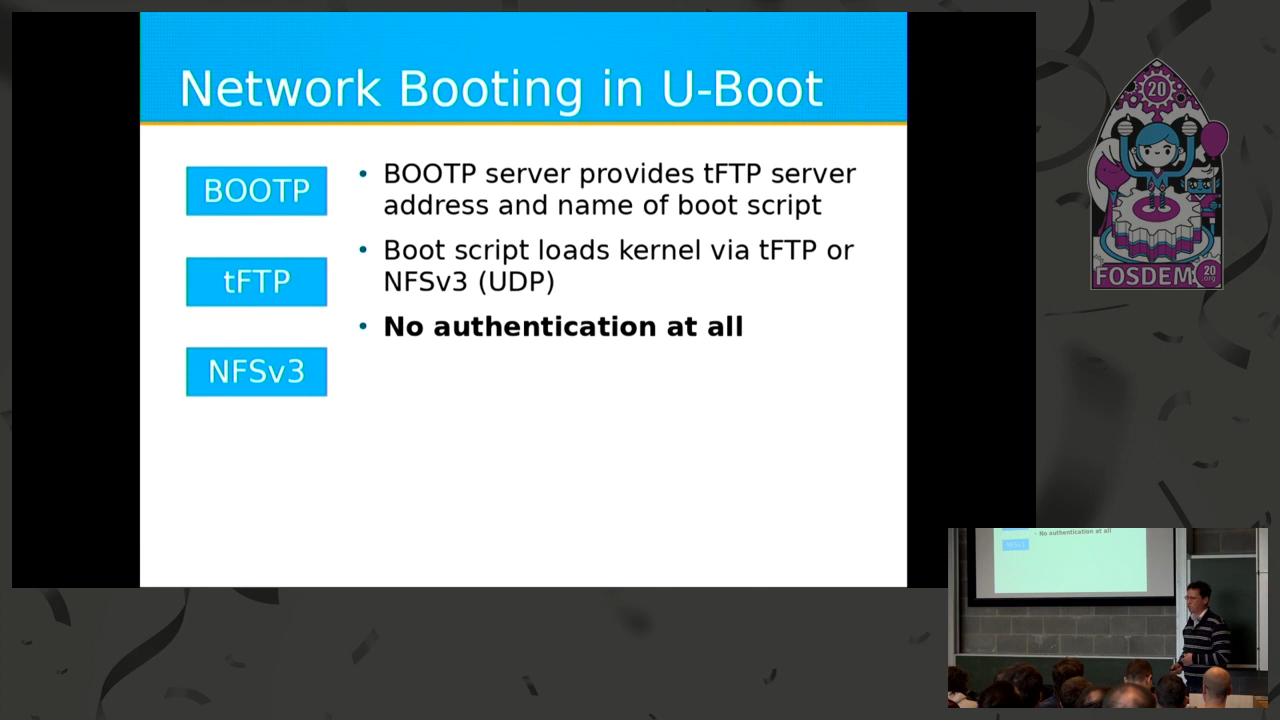 Network Booting in U-Boot
BOOTP
tFTP
NFSv3
• BOOTP server provides tFTP server
address and name of boot script
• Boot script loads kernel via tFTP or
NFSv3 (UDP)
• No authentication at all
20
FOSDEM
20
.org
• No authentication at all
NFSv3